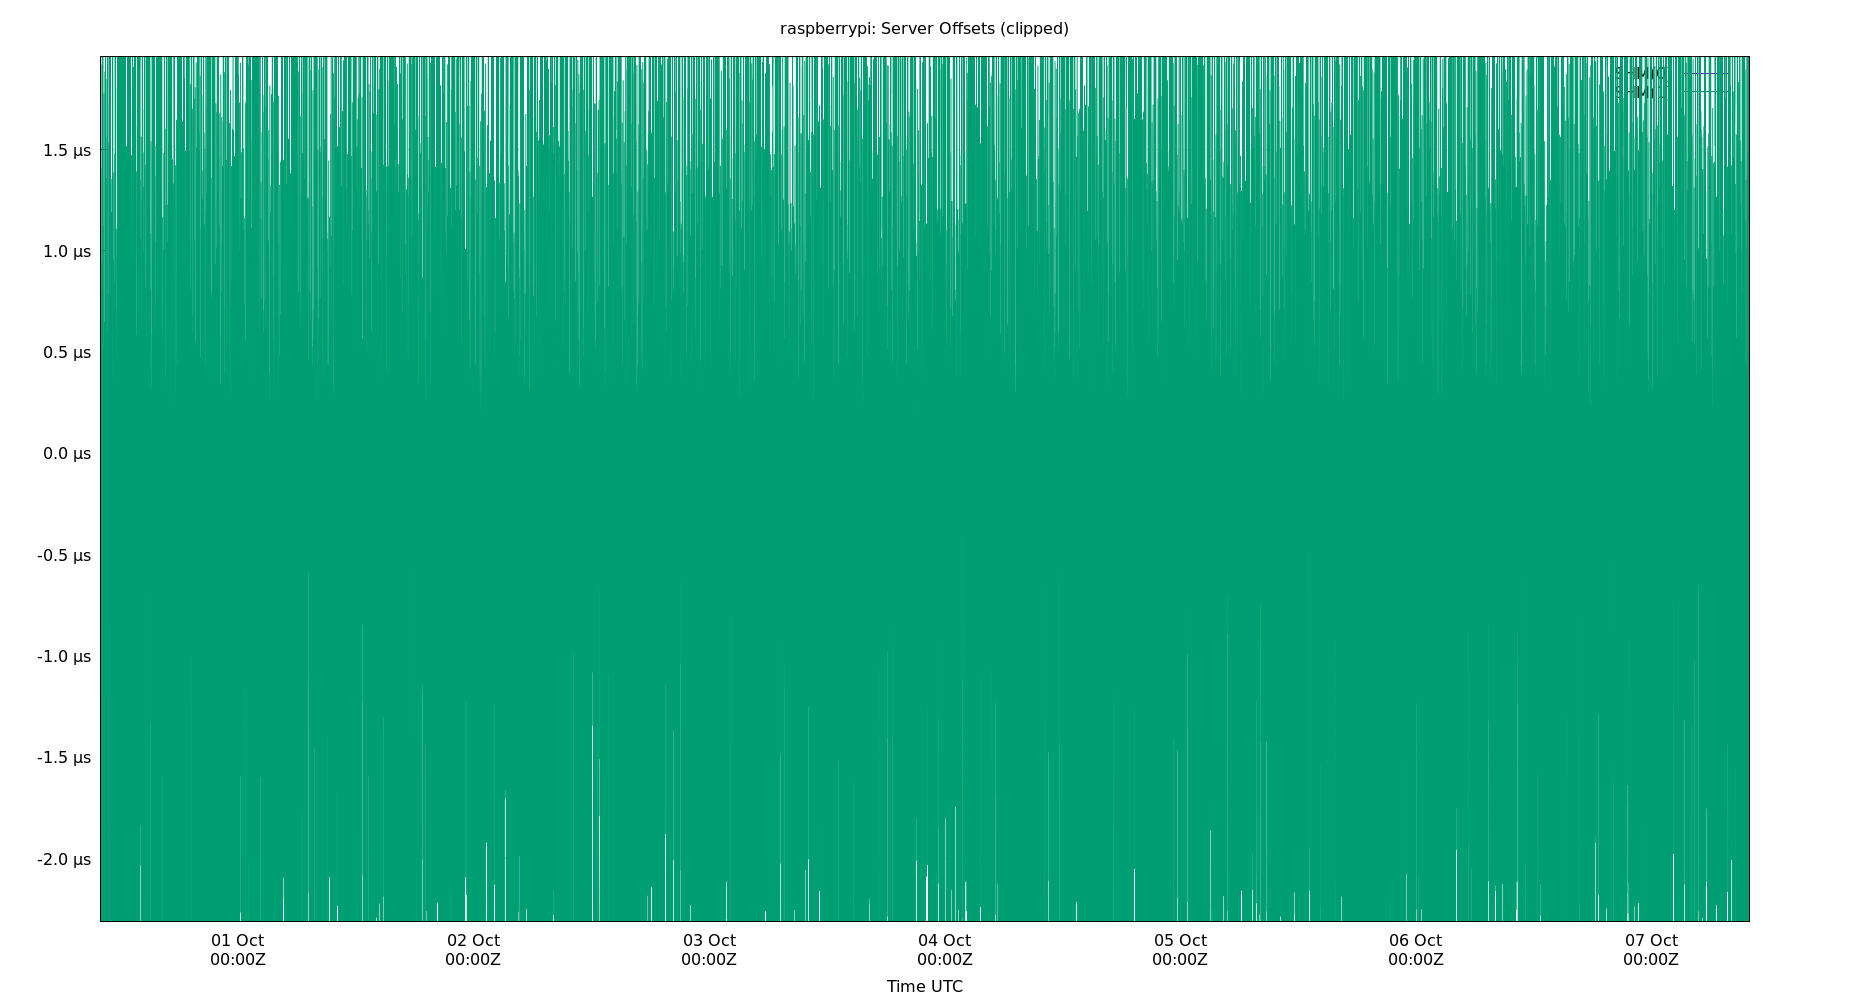 raspberrypi: Server Offsets (clipped)
1.5 µs
1.0 µs
0.5 µs
0.0 µs
-0.5 µs
-1.0 µs
-1.5 µs
-2.0 µs
01 Oct 02 Oct 03 Oct 04 Oct 05 Oct 06 Oct 07 Oct
00:00Z 00:00Z 00:00Z 00:00Z 00:00Z 00:00Z 00:00Z
Time UTC